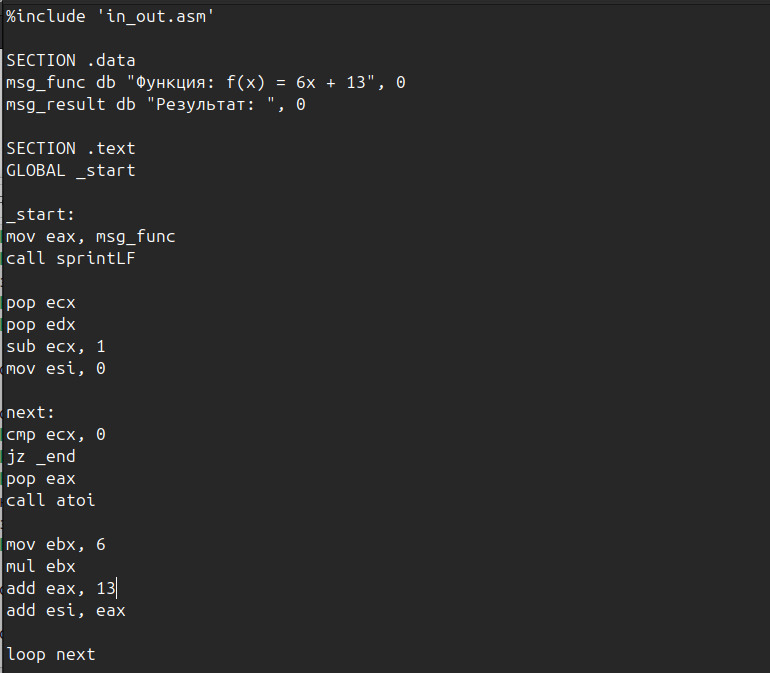 %include 'in_out.asm'
SECTION .data
msg_func db "Функция: f(x) = 6x + 13", 0
msg_result db "Результат: ", 0
SECTION .text
GLOBAL _start
_start:
mov eax, msg_func
call sprintLF
pop ecx
pop edx
sub ecx, 1
mov esi, 0
next:
cmp ecx, 0
jz _end
pop eax
call atoi
mov ebx, 6
mul ebx
add eax, 13
add esi, eax
loop next